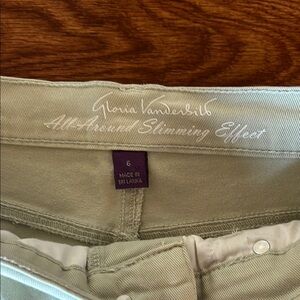 Gloria Vanderbilt
All-Around Slimming Effect
6
MADE IN
SRI LANKA